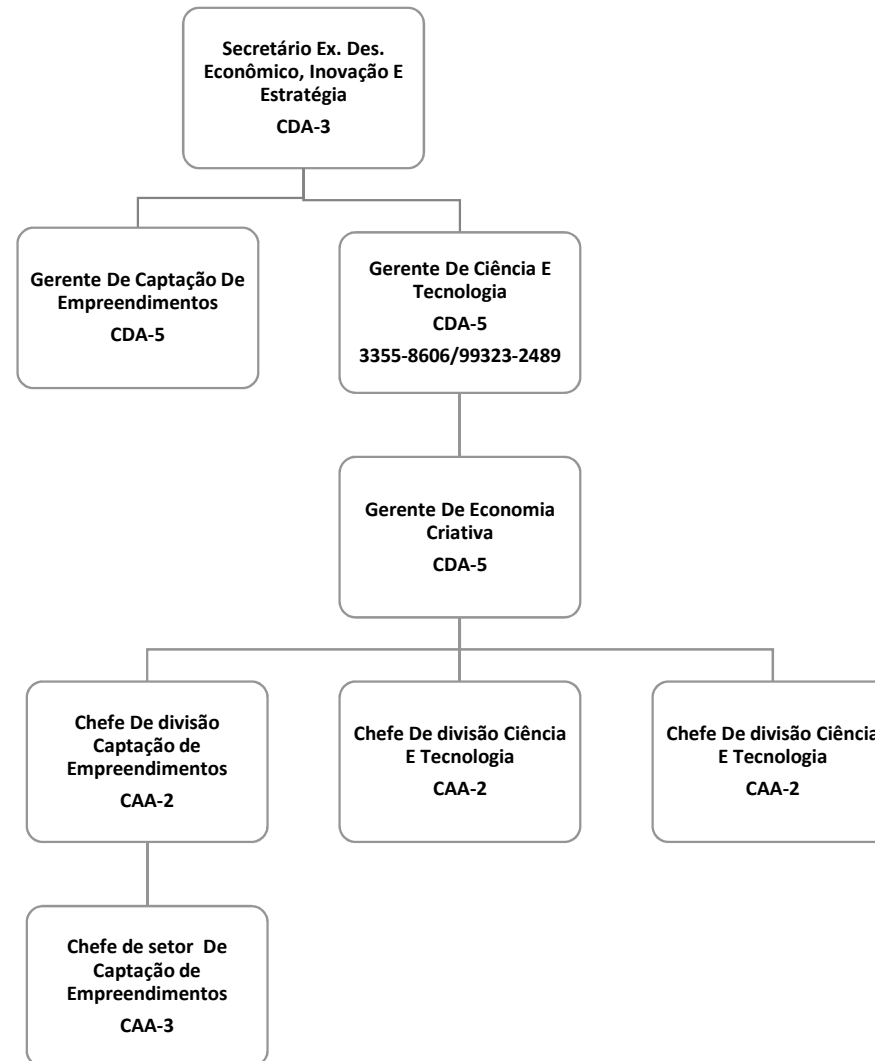 Secretário Ex. Des.
Econômico, Inovação E
Estratégia
CDA-3
Gerente De Captação De
Empreendimentos
CDA-5
Gerente De Ciência E
Tecnologia
CDA-5
3355-8606/99323-2489
Gerente De Economia
Criativa
CDA-5
Chefe De divisão
Captação de
Empreendimentos
CAA-2
Chefe De divisão Ciência
E Tecnologia
CAA-2
Chefe De divisão Ciência
E Tecnologia
CAA-2
Chefe de setor  De
Captação de
Empreendimentos
CAA-3